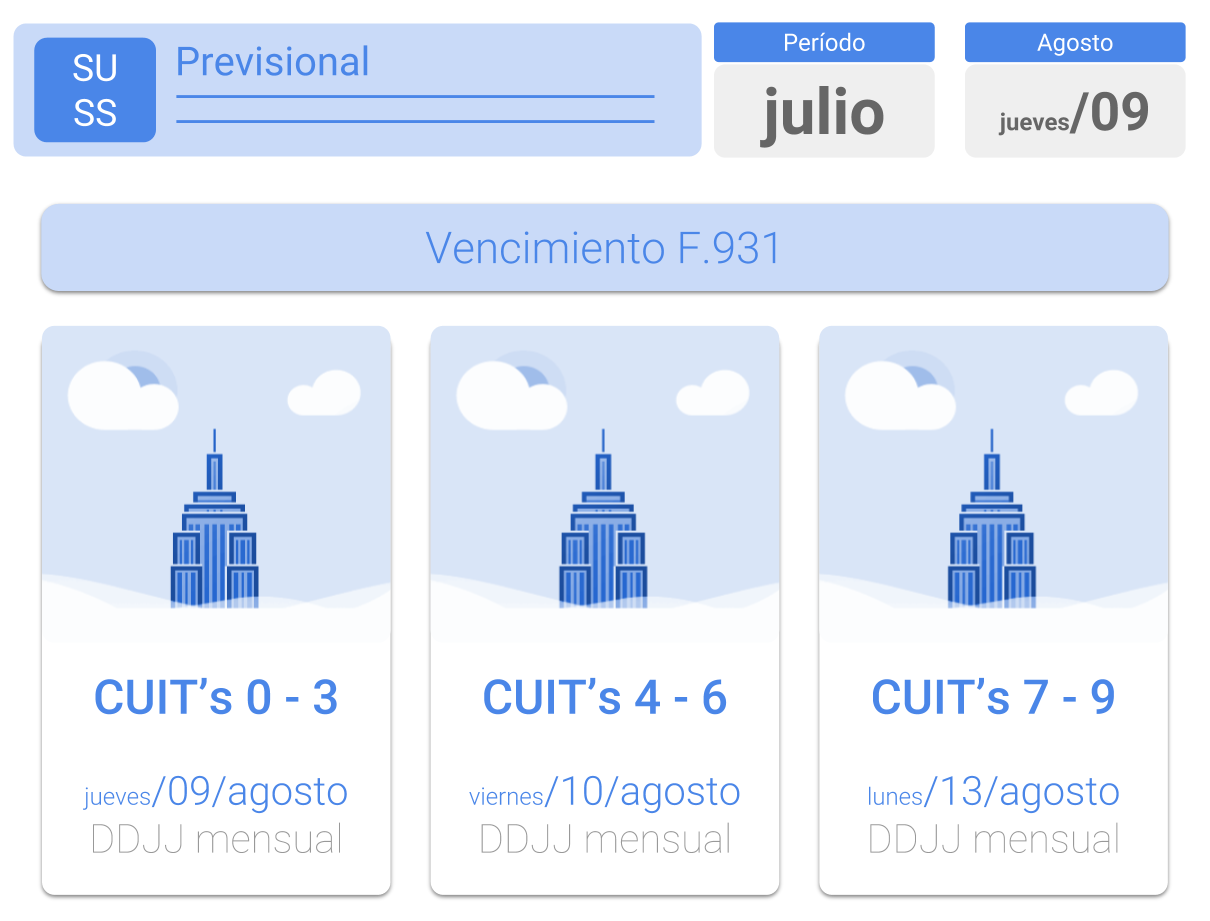 SU
SS
Previsional
Período
julio
Agosto
jueves/09
Vencimiento F.931
CUIT’s 0 - 3
jueves/09/agosto
DDJJ mensual
CUIT’s 4 - 6
viernes/10/agosto
DDJJ mensual
CUIT’s 7 - 9
lunes/13/agosto
DDJJ mensual